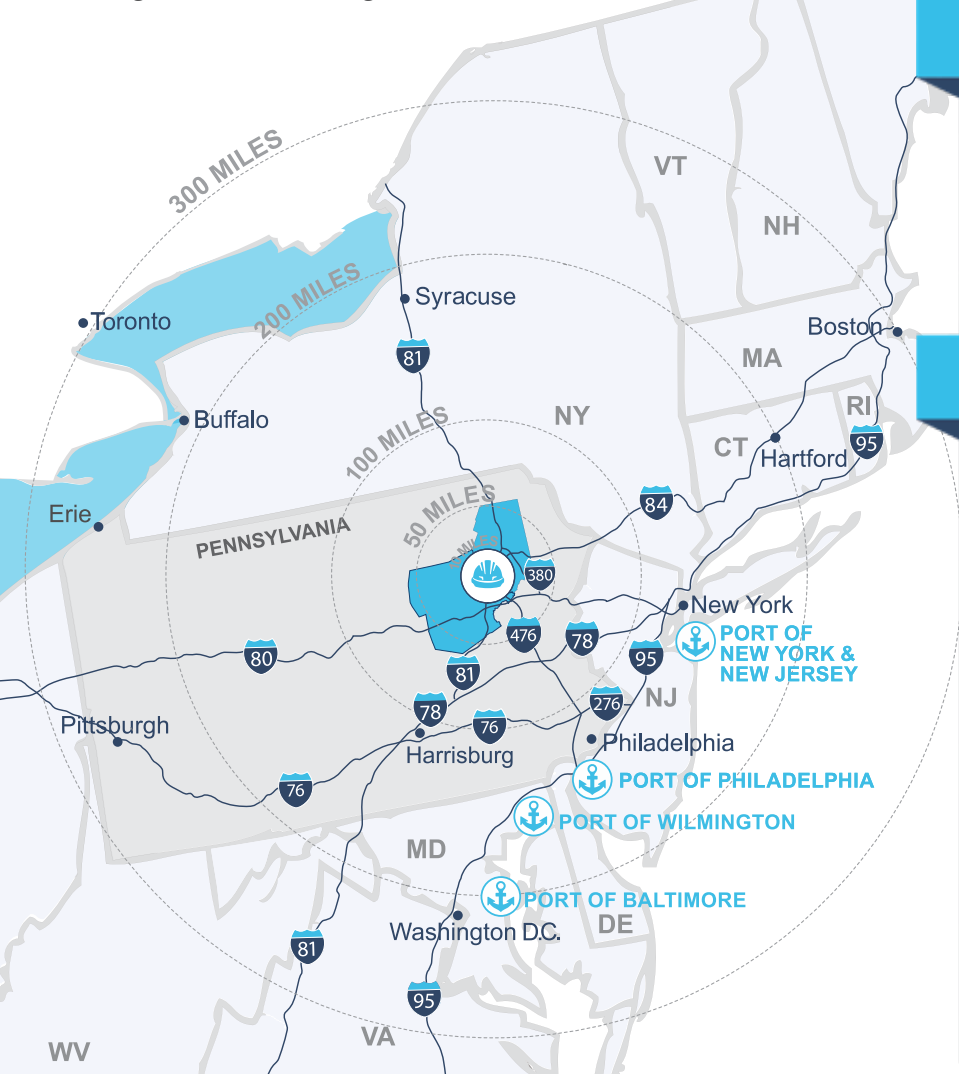 300 MILES
VT
NH
200 MILES
Syracuse
Toronto
Boston
81
MA
RI
Buffalo
100 MILES
NY
CT
95
Hartford
50 MILES
84
Erie
PENNSYLVANIA
MILES
380
New York
476
78
PORT OF
NEW YORK &
NEW JERSEY
80
95
81
NJ
78
276
76
Pittsburgh
Harrisburg
Philadelphia
76
PORT OF PHILADELPHIA
PORT OF WILMINGTON
MD
PORT OF BALTIMORE
DE
Washington D.C.
81
95
VA
WV